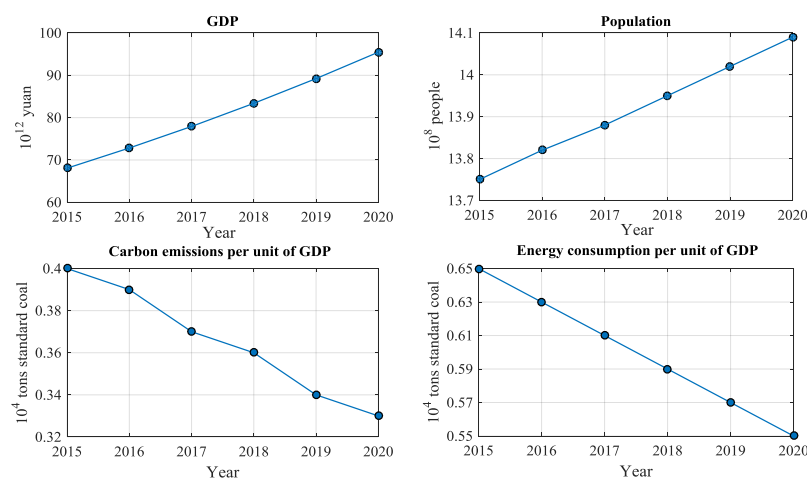 GDP
100
90
80
70
60
10^12 yuan
2015 2016 2017 2018 2019 2020
Year
Population
14.1
14
13.9
13.8
13.7
10^8 people
2015 2016 2017 2018 2019 2020
Year
Carbon emissions per unit of GDP
0.4
0.38
0.36
0.34
0.32
10^4 tons standard coal
2015 2016 2017 2018 2019 2020
Year
Energy consumption per unit of GDP
0.65
0.63
0.61
0.59
0.57
0.55
10^4 tons standard coal
2015 2016 2017 2018 2019 2020
Year